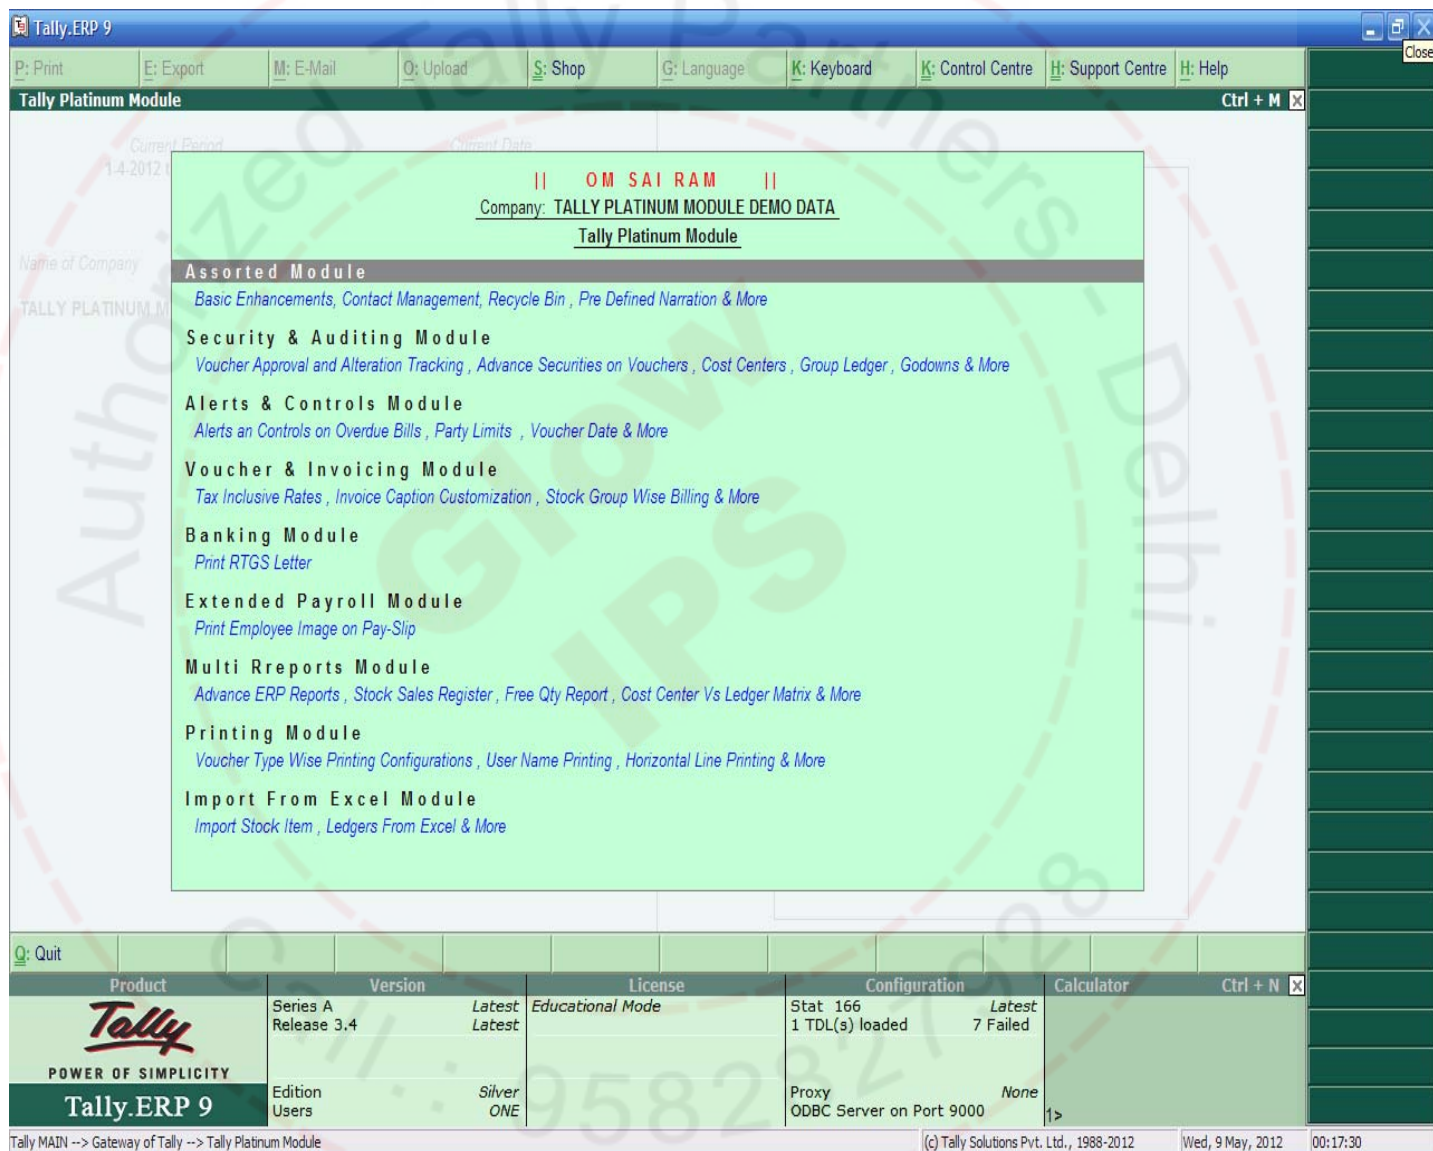 Tally.ERP 9
Close
P: Print E: Export M: E-Mail O: Upload S: Shop G: Language K: Keyboard K: Control Centre H: Support Centre H: Help
Tally Platinum Module Ctrl + M
Current Period Current Date
1-4-2012
|| OM SAI RAM ||
Company: TALLY PLATINUM MODULE DEMO DATA
Tally Platinum Module
Name of Company
TALLY PLATINUM M
Assorted Module
Basic Enhancements, Contact Management, Recycle Bin , Pre Defined Narration & More
Security & Auditing Module
Voucher Approval and Alteration Tracking , Advance Securities on Vouchers , Cost Centers , Group Ledger , Godowns & More
Alerts & Controls Module
Alerts an Controls on Overdue Bills , Party Limits , Voucher Date & More
Voucher & Invoicing Module
Tax Inclusive Rates , Invoice Caption Customization , Stock Group Wise Billing & More
Banking Module
Print RTGS Letter
Extended Payroll Module
Print Employee Image on Pay-Slip
Multi Rreports Module
Advance ERP Reports , Stock Sales Register , Free Qty Report , Cost Center Vs Ledger Matrix & More
Printing Module
Voucher Type Wise Printing Configurations , User Name Printing , Horizontal Line Printing & More
Import From Excel Module
Import Stock Item , Ledgers From Excel & More
Q: Quit
Product Version License Configuration Calculator Ctrl + N
Tally
POWER OF SIMPLICITY
Tally.ERP 9
Series A Latest
Release 3.4 Latest
Edition Silver
Users ONE
Educational Mode
Stat 166 Latest
1 TDL(s) loaded 7 Failed
Proxy None
ODBC Server on Port 9000
1>
Tally MAIN --> Gateway of Tally --> Tally Platinum Module (c) Tally Solutions Pvt. Ltd., 1988-2012 Wed, 9 May, 2012 00:17:30
Authorized Tally Partners - Delhi
Glow
IPS
Call.: 9582827928